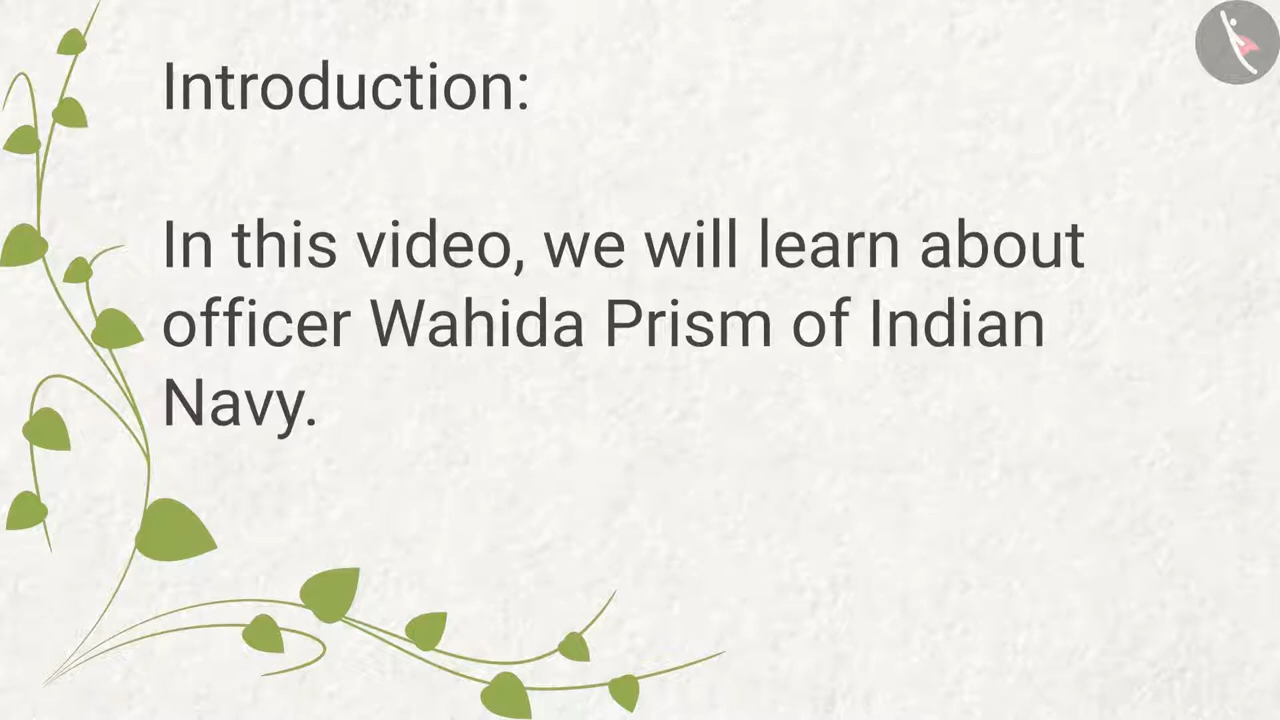 Introduction:
In this video, we will learn about
officer Wahida Prism of Indian
Navy.